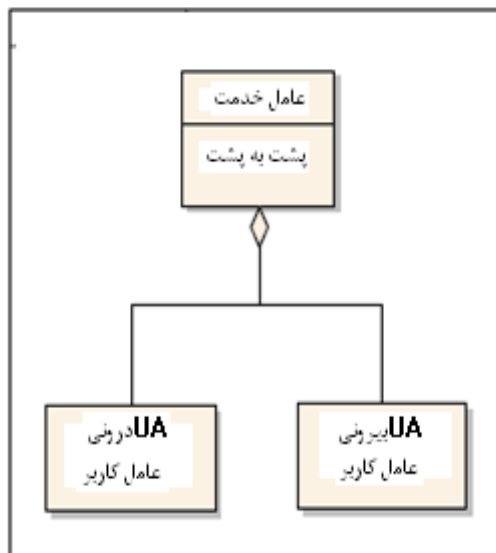 عامل خدمت
پشت به پشت
UAبیرونی
عامل کاربر
UAدرونی
عامل کاربر